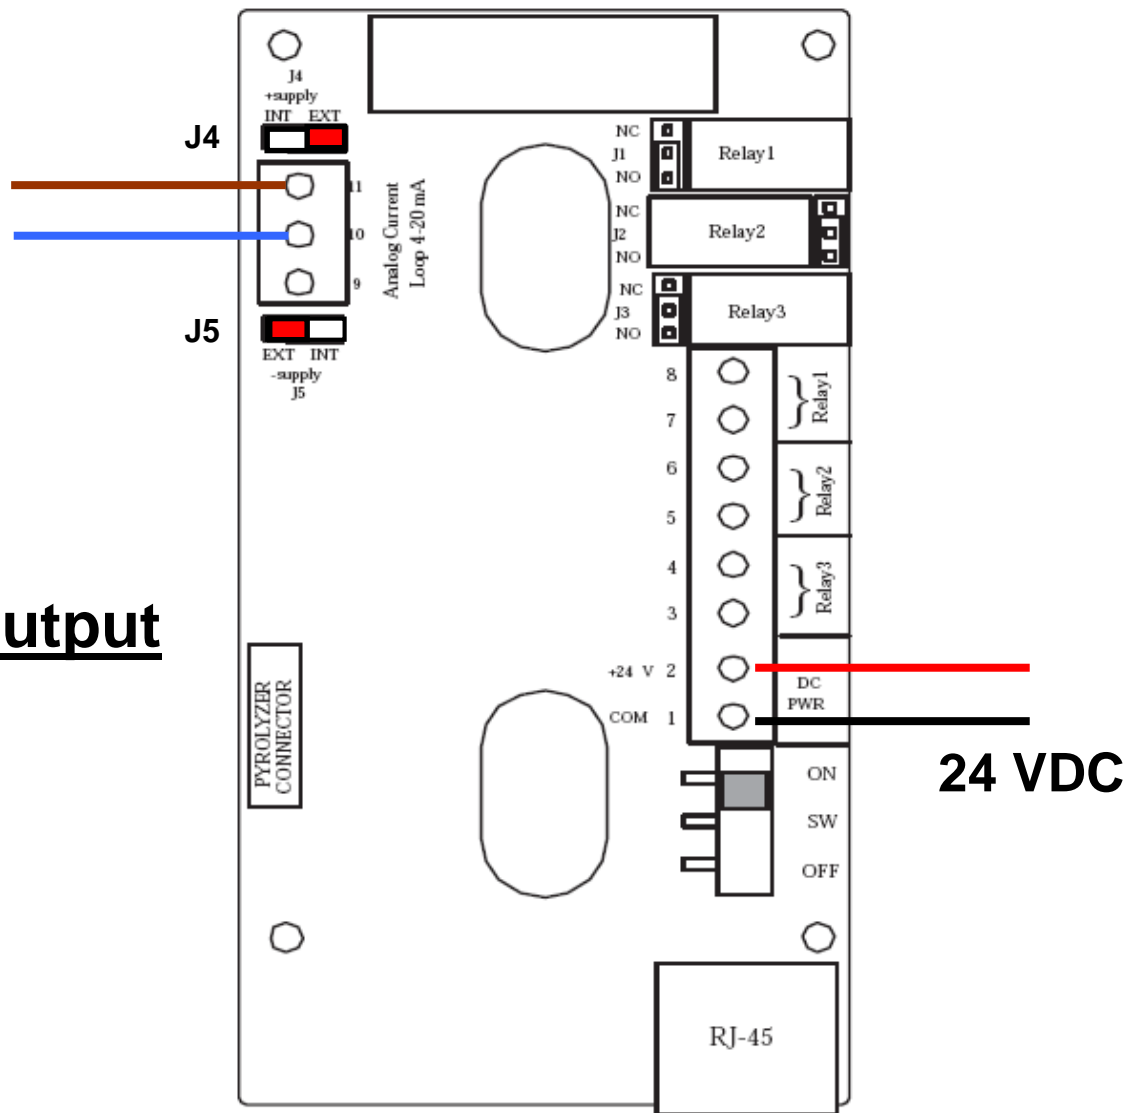 J4
+supply
INT EXT
J4
11
10
9
Analog Current
Loop 4-20 mA
J5
EXT INT
-supply
J5
NC
J1
NO
Relay1
NC
J2
NO
Relay2
NC
J3
NO
Relay3
8
7
6
5
4
3
+24 V 2
COM 1
Relay1
Relay2
Relay3
DC
PWR
24 VDC
utput
PYROLYZER
CONNECTOR
ON
SW
OFF
RJ-45